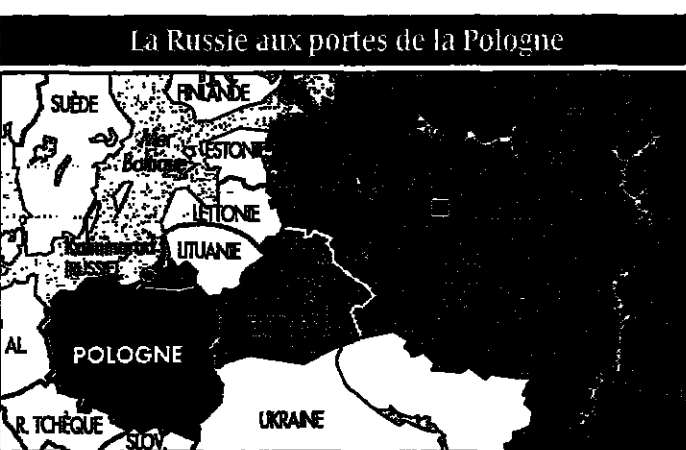 La Russie aux portes de la Pologne
FINLANDE
SUÈDE
Mer
Baltique
ESTONIE
LETTONIE
Kaliningrad
(RUSSIE)
LITUANIE
AL.
POLOGNE
R. TCHÈQUE
UKRAINE
SLOV.